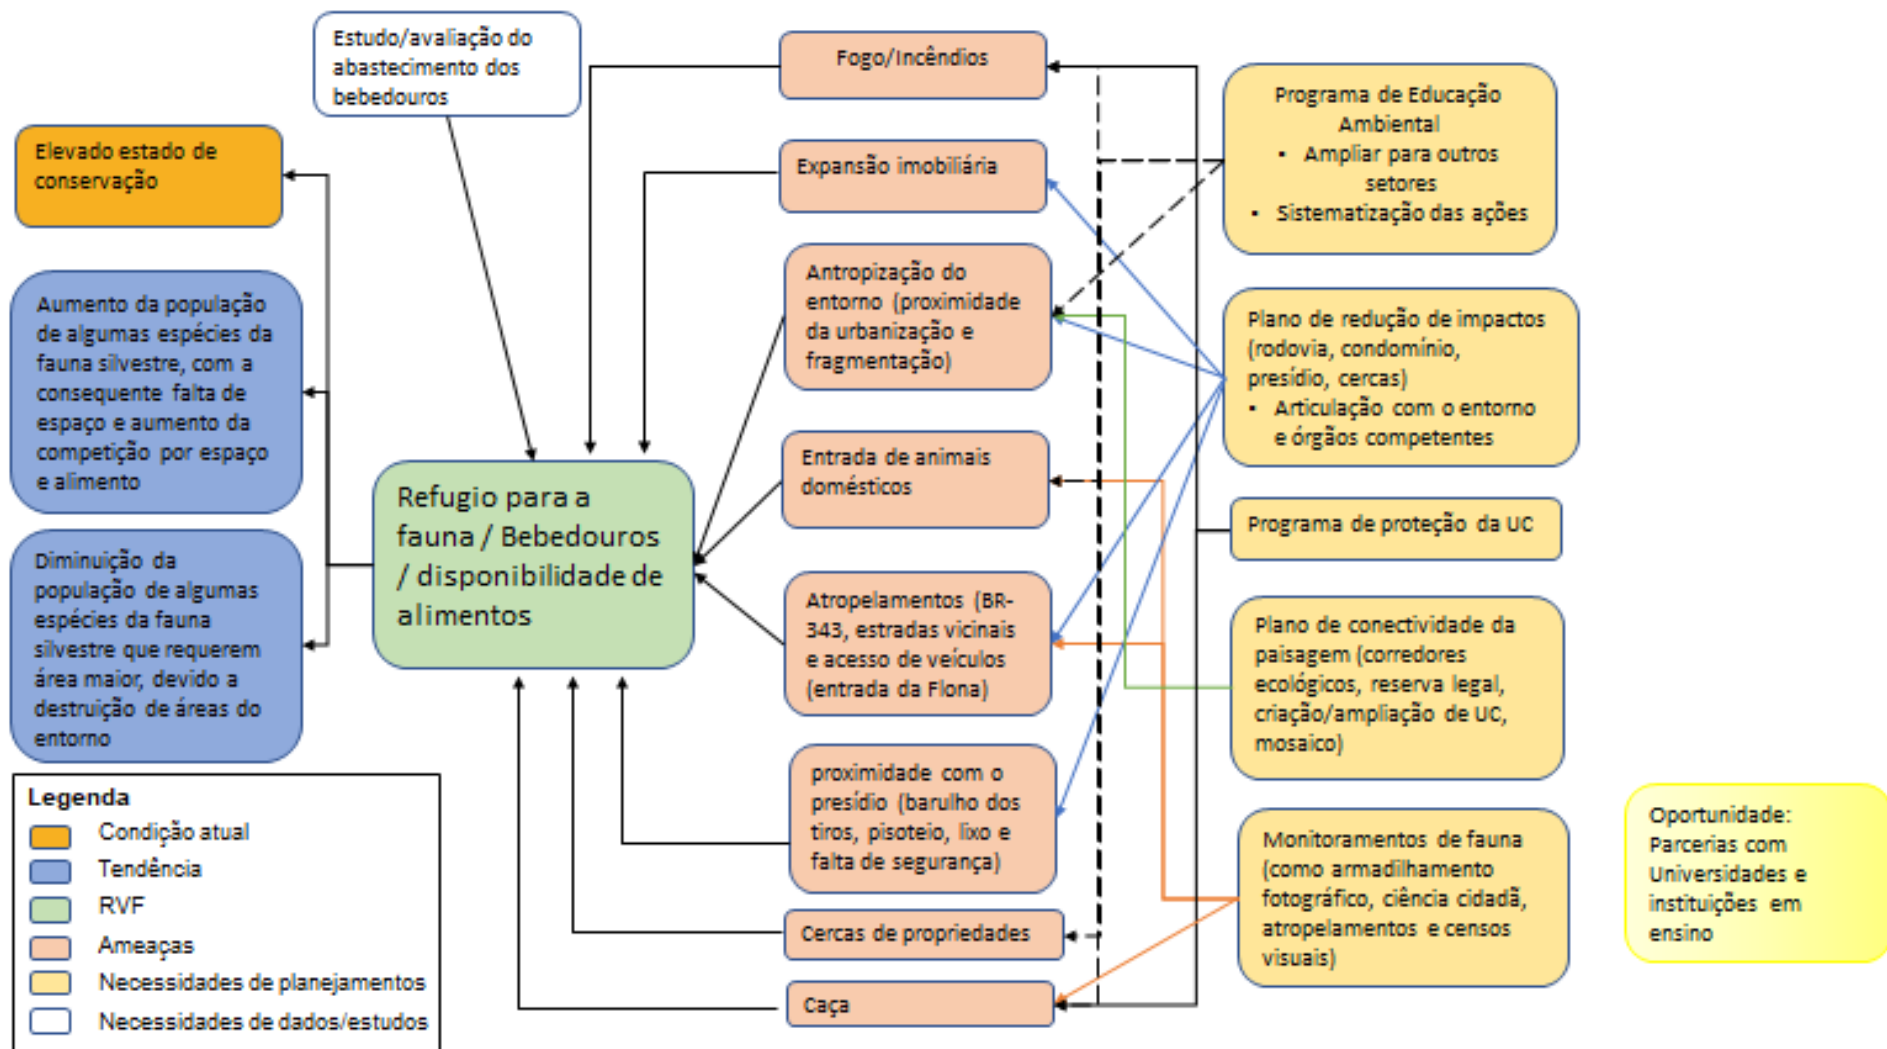 Estudo/avaliação do
abastecimento dos
bebedouros
Elevado estado de
conservação
Aumento da população
de algumas espécies da
fauna silvestre, com a
consequente falta de
espaço e aumento da
competição por espaço
e alimento
Diminuição da
população de algumas
espécies da fauna
silvestre que requerem
área maior, devido a
destruição de áreas do
entorno
Refugio para a
fauna / Bebedouros
/ disponibilidade de
alimentos
Fogo/Incêndios
Expansão imobiliária
Antropização do
entorno (proximidade
da urbanização e
fragmentação)
Entrada de animais
domésticos
Atropelamentos (BR-
343, estradas vicinais
e acesso de veículos
(entrada da Flona)
proximidade com o
presídio (barulho dos
tiros, pisoteio, lixo e
falta de segurança)
Cercas de propriedades
Caça
Programa de Educação
Ambiental
▪ Ampliar para outros
setores
▪ Sistematização das ações
Plano de redução de impactos
(rodovia, condomínio,
presídio, cercas)
▪ Articulação com o entorno
e órgãos competentes
Programa de proteção da UC
Plano de conectividade da
paisagem (corredores
ecológicos, reserva legal,
criação/ampliação de UC,
mosaico)
Monitoramentos de fauna
(como armadilhamento
fotográfico, ciência cidadã,
atropelamentos e censos
visuais)
Oportunidade:
Parcerias com
Universidades e
instituições em
ensino
Legenda
Condição atual
Tendência
RVF
Ameaças
Necessidades de planejamentos
Necessidades de dados/estudos